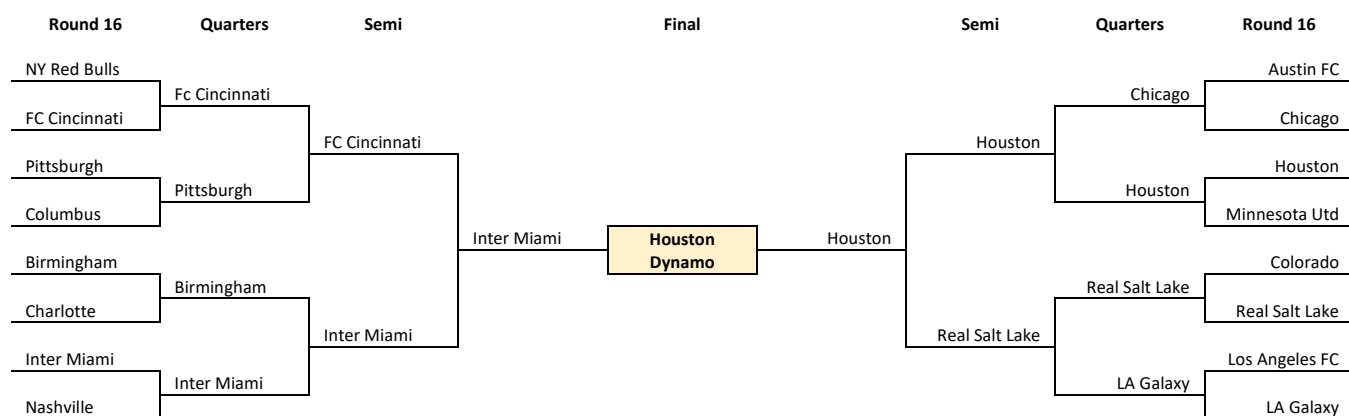 Round 16 Quarters Semi Final Semi Quarters Round 16
NY Red Bulls Austin FC
Fc Cincinnati Chicago
FC Cincinnati Chicago
FC Cincinnati Houston
Pittsburgh Houston
Pittsburgh Houston
Columbus Minnesota Utd
Inter Miami Houston Dynamo Houston
Birmingham Colorado
Birmingham Real Salt Lake
Charlotte Real Salt Lake
Inter Miami Real Salt Lake
Inter Miami Los Angeles FC
Inter Miami LA Galaxy
Nashville LA Galaxy